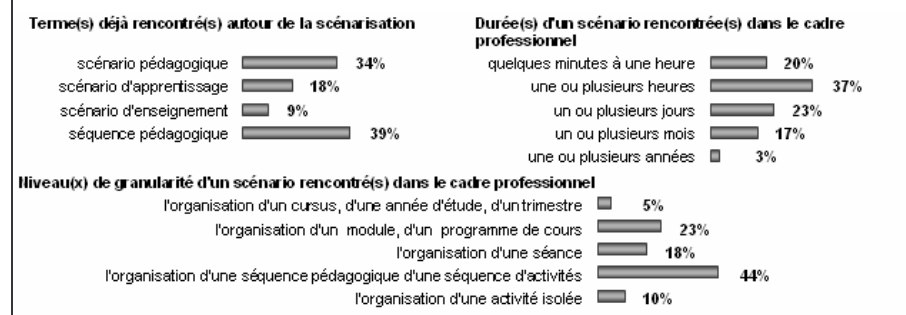 Terme(s) déjà rencontré(s) autour de la scénarisation
scénario pédagogique 34%
scénario d'apprentissage 18%
scénario d'enseignement 9%
séquence pédagogique 39%
Durée(s) d'un scénario rencontrée(s) dans le cadre
professionnel
quelques minutes à une heure 20%
une ou plusieurs heures 37%
un ou plusieurs jours 23%
un ou plusieurs mois 17%
une ou plusieurs années 3%
Niveau(x) de granularité d'un scénario rencontré(s) dans le cadre professionnel
l'organisation d'un cursus, d'une année d'étude, d'un trimestre 5%
l'organisation d'un module, d'un programme de cours 23%
l'organisation d'une séance 18%
l'organisation d'une séquence pédagogique d'une séquence d'activités 44%
l'organisation d'une activité isolée 10%